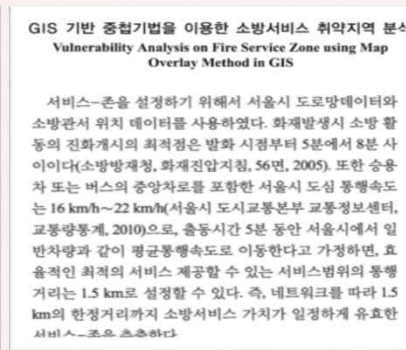 GIS 기반 중첩기법을 이용한 소방서비스 취약지역 분석
Vulnerability Analysis on Fire Service Zone using Map
Overlay Method in GIS
서비스-존을 설정하기 위해서 서울시 도로망데이터와
소방관서 위치 데이터를 사용하였다. 화재발생시 소방 활
동의 진화개시의 최적점은 발화 시점부터 5분에서 8분 사
이이다(소방방재청, 화재진압지침, 56면, 2005). 또한 승용
차 또는 버스의 중앙차로를 포함한 서울시 도심 통행속도
는 16 km/h~22 km/h(서울시 도시교통본부 교통정보센터,
교통량통계, 2010)으로, 출동시간 5분 동안 서울시에서 일
반차량과 같이 평균통행속도로 이동한다고 가정하면, 효
율적인 최적의 서비스 제공할 수 있는 서비스범위의 통행
거리는 1.5 km로 설정할 수 있다. 즉, 네트워크를 따라 1.5
km의 한정거리까지 소방서비스 가치가 일정하게 유효한
서비스-존을 추출하다